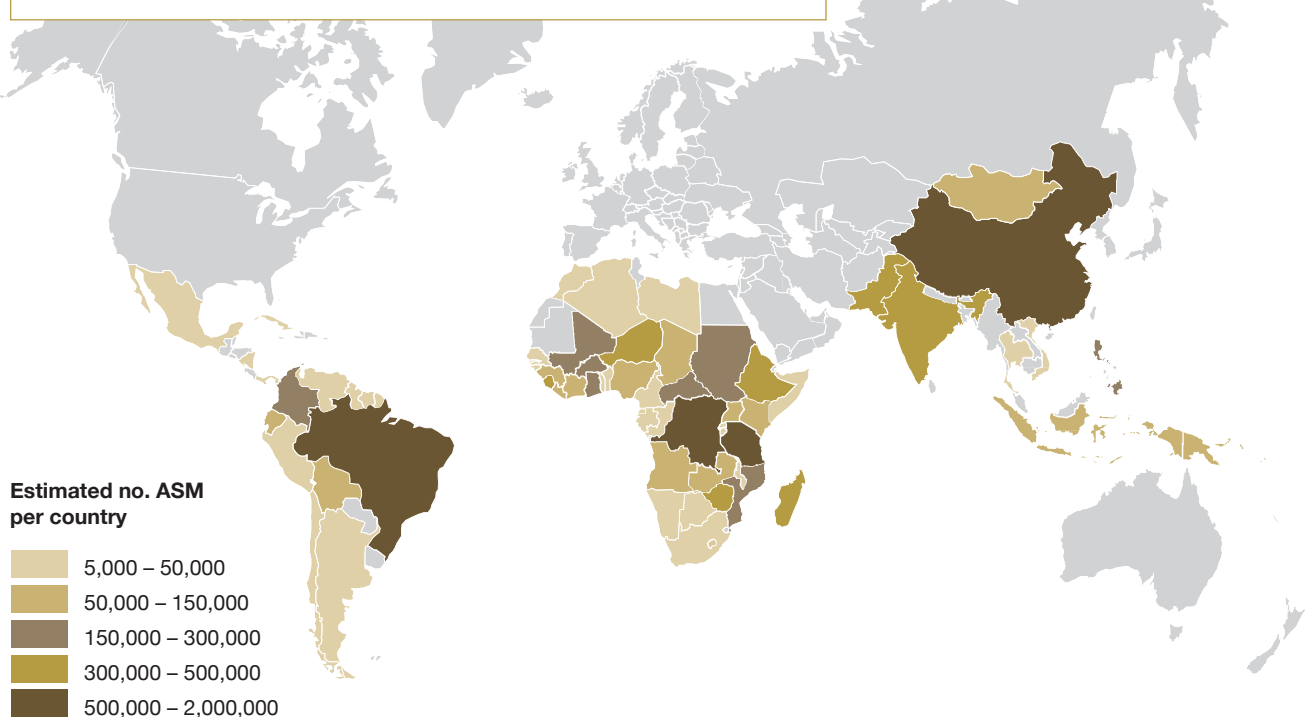 Estimated no. ASM
per country
5,000 – 50,000
50,000 – 150,000
150,000 – 300,000
300,000 – 500,000
500,000 – 2,000,000